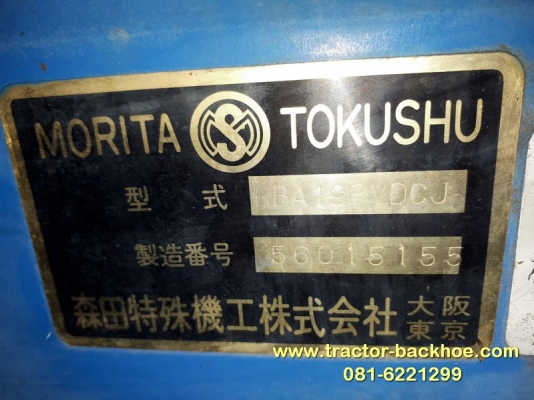 MORITA MS TOKUSHU
型式
製造番号 56015155
森田特殊機工株式会社 大阪 東京
www.tractor-backhoe.com
081-6221299